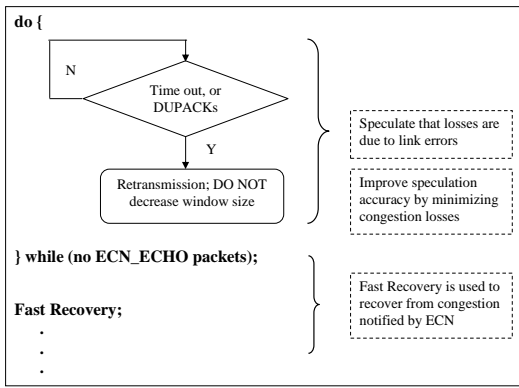 do {
N
Time out, or
DUPACKs
Y
Retransmission; DO NOT
decrease window size
Speculate that losses are
due to link errors
Improve speculation
accuracy by minimizing
congestion losses
} while (no ECN_ECHO packets);
Fast Recovery;
.
.
.
Fast Recovery is used to
recover from congestion
notified by ECN